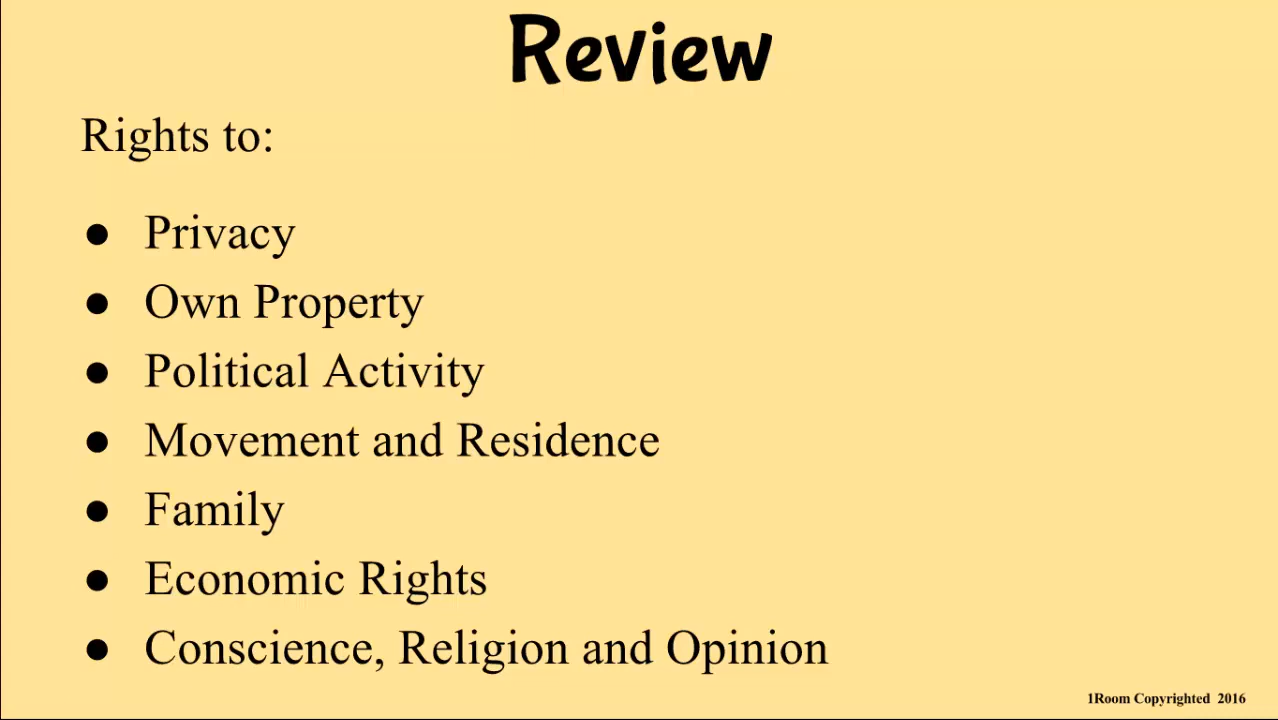 Review
Rights to:
● Privacy
● Own Property
● Political Activity
● Movement and Residence
● Family
● Economic Rights
● Conscience, Religion and Opinion
1Room Copyrighted 2016